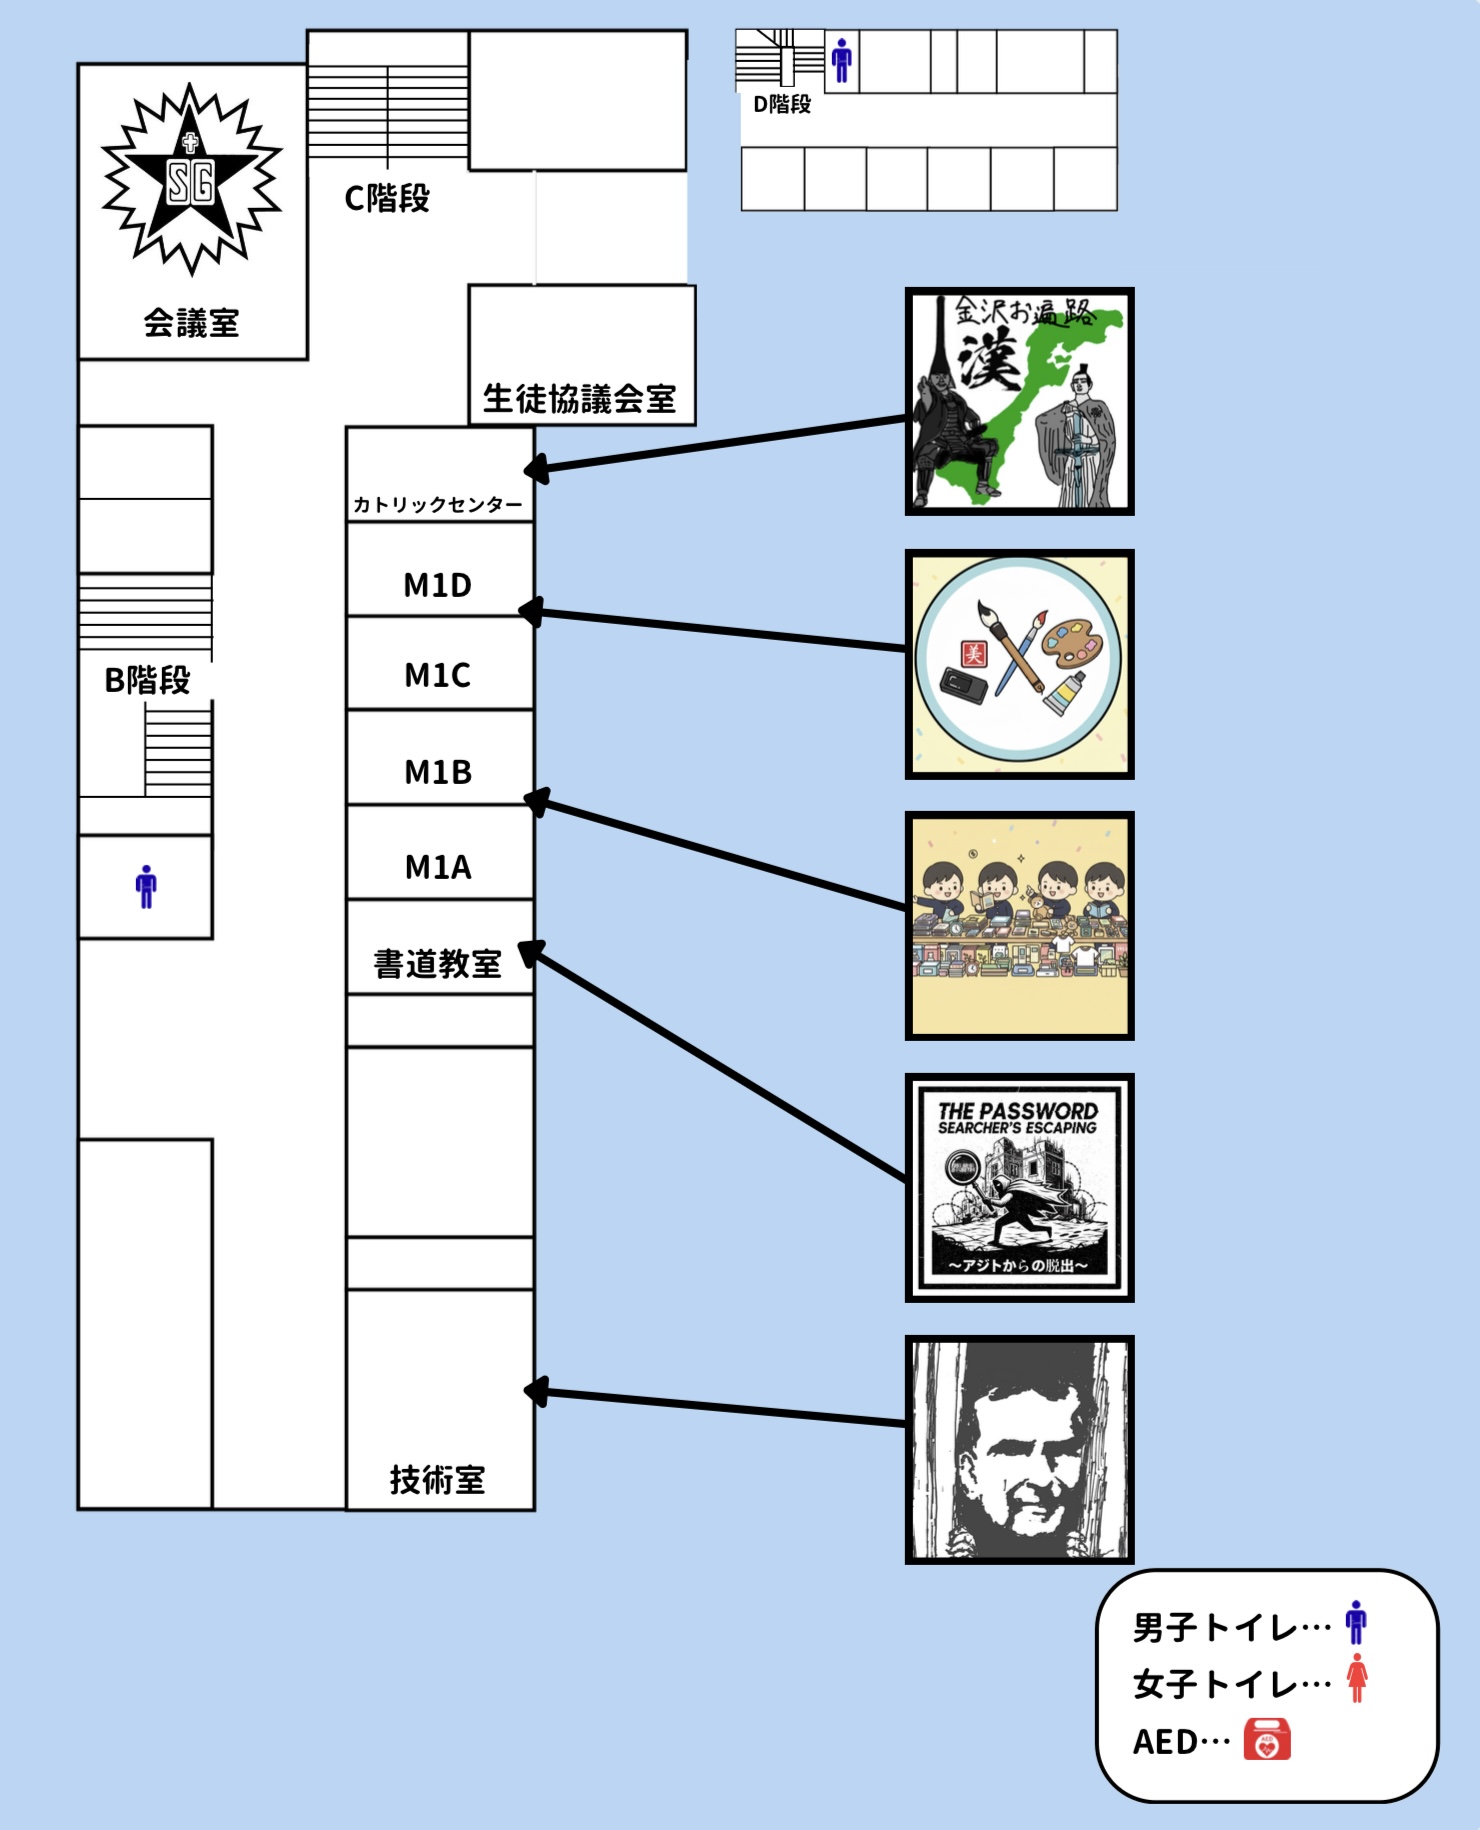 SG
会議室
C階段
D階段
生徒協議会室
カトリックセンター
M1D
M1C
M1B
M1A
書道教室
技術室
B階段
金沢お遍路
漢
美
THE PASSWORD
SEARCHER'S ESCAPING
〜アジトからの脱出〜
男子トイレ…
女子トイレ…
AED…
AED